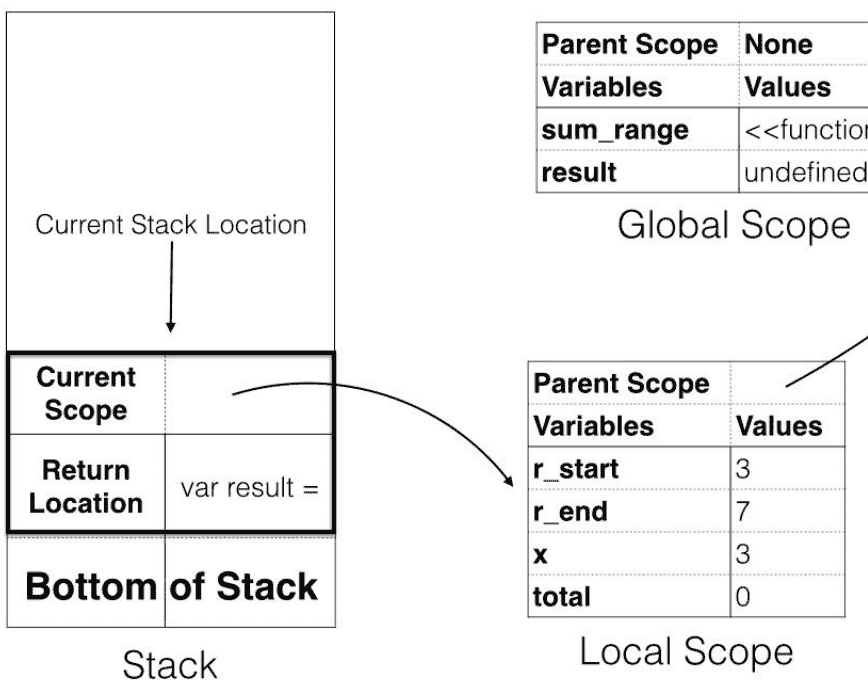 Current Stack Location
Current
Scope
Return
Location
var result =
Bottom of Stack
Stack
Parent Scope None
Variables Values
sum_range <<function
result undefined
Global Scope
Parent Scope
Variables Values
r_start 3
r_end 7
x 3
total 0
Local Scope